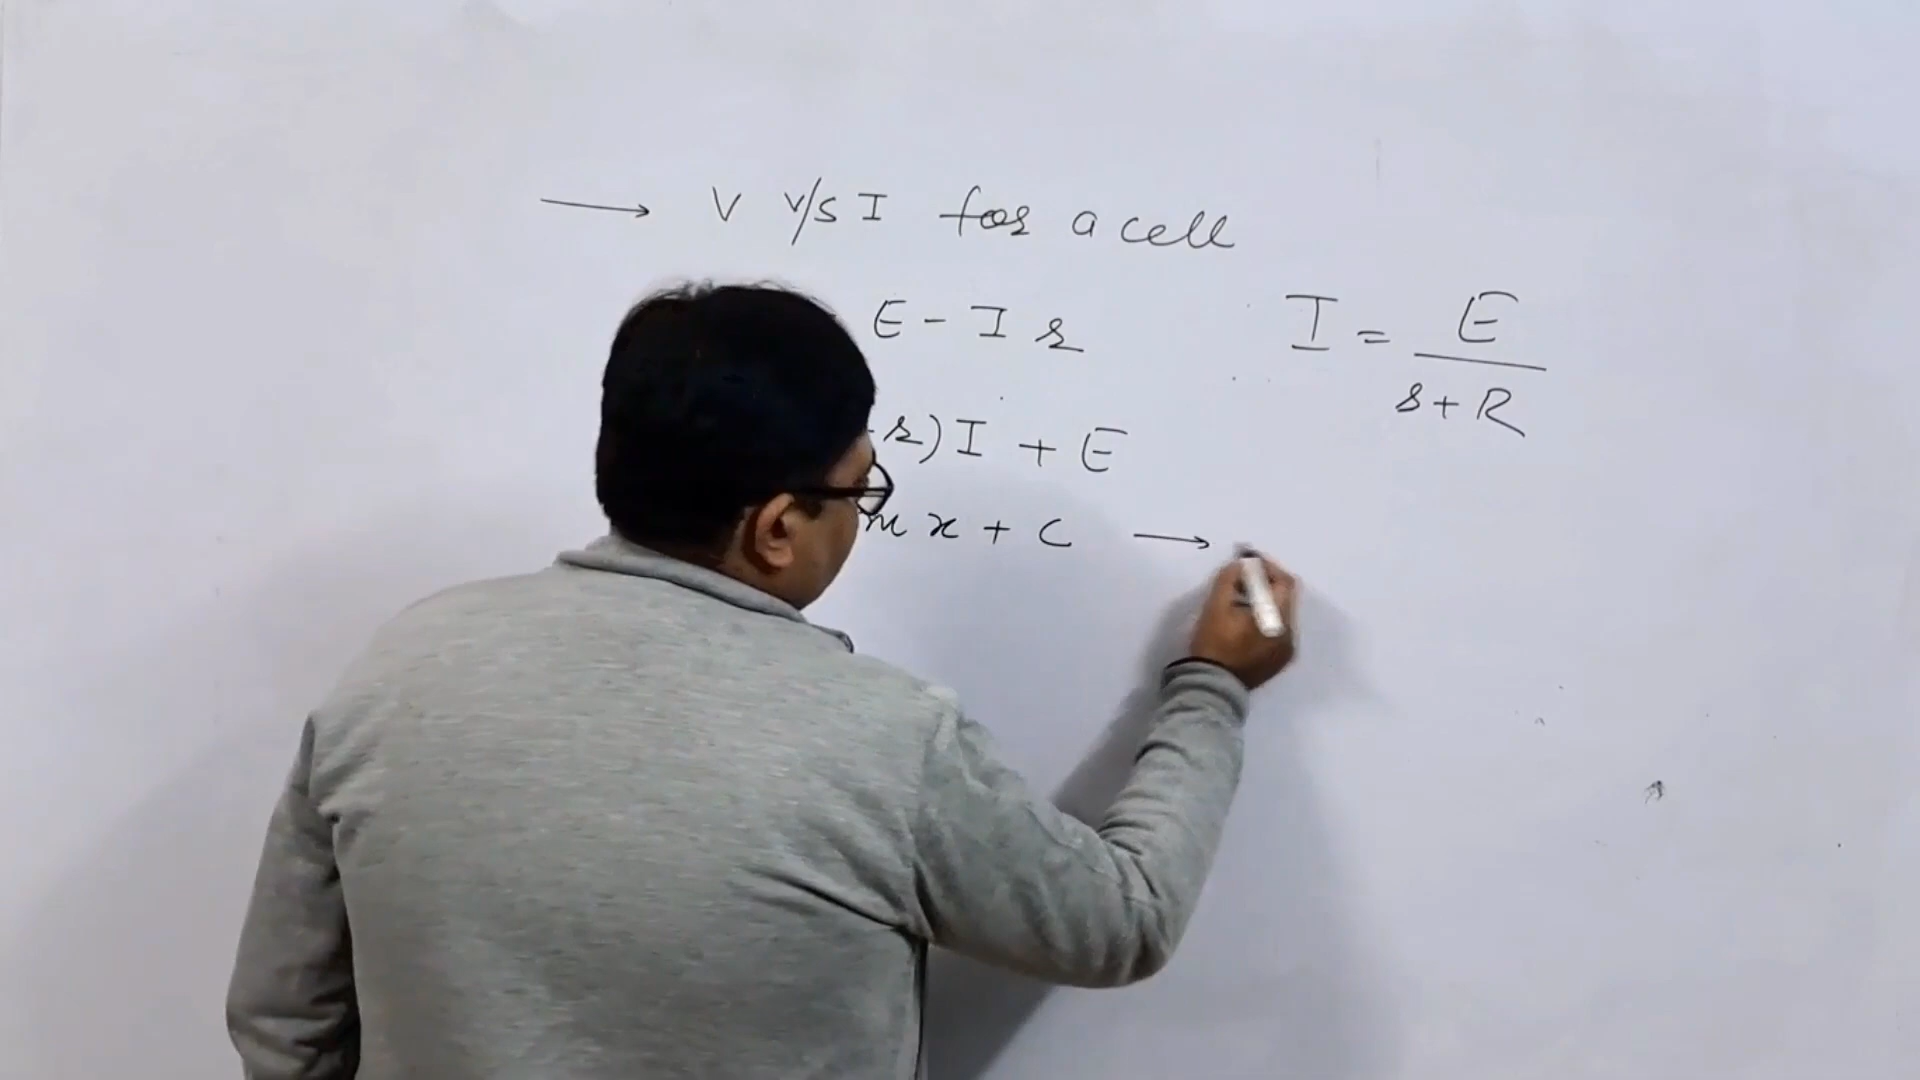 → V v/s I for a cell
E - I r
I = E / r + R
-r) I + E
m x + C →